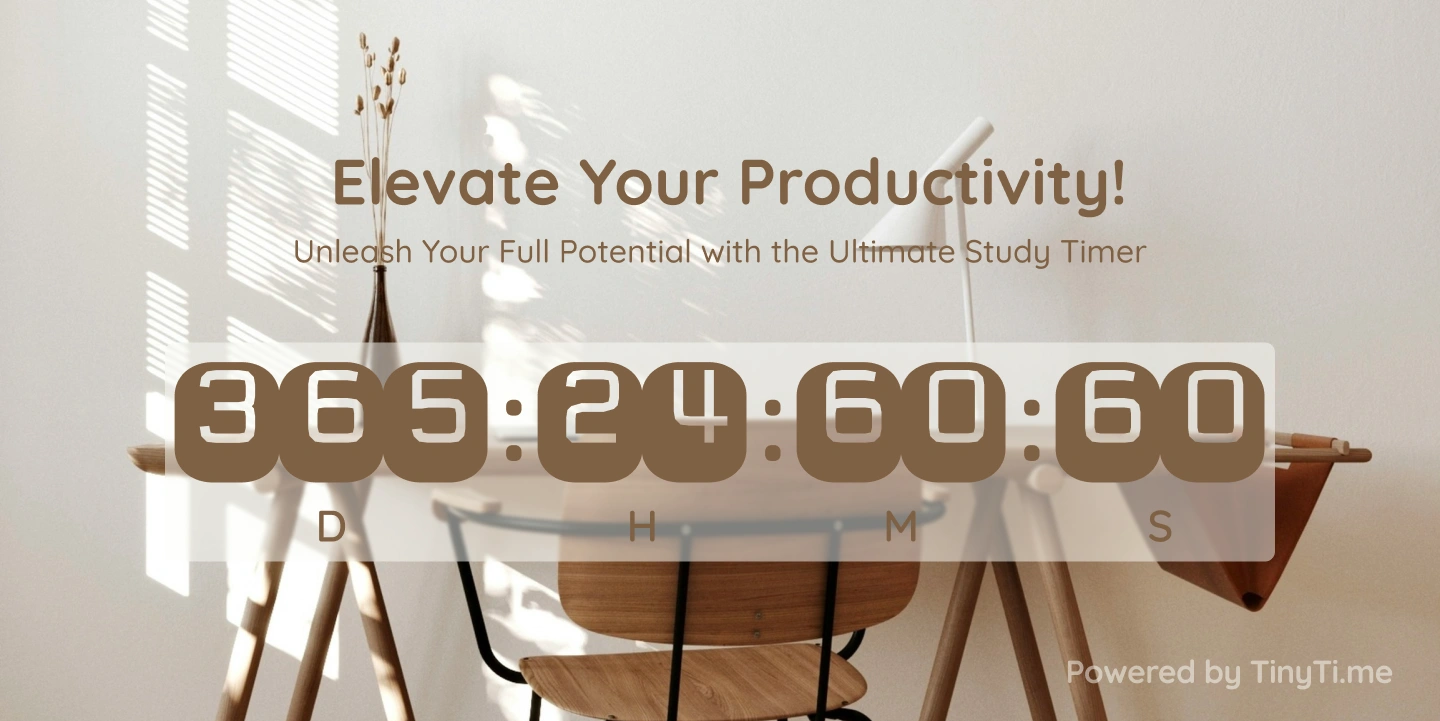 Elevate Your Productivity!
Unleash Your Full Potential with the Ultimate Study Timer
365:24:60:60
D H M S
Powered by TinyTi.me